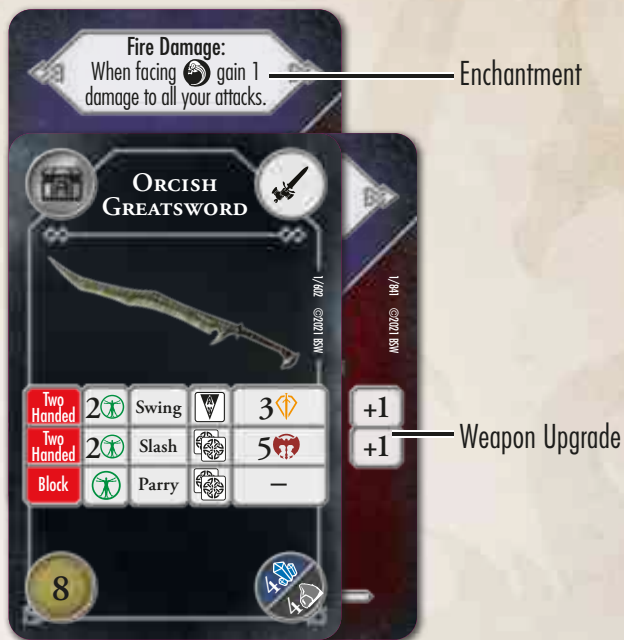 Fire Damage:
When facing gain 1
damage to all your attacks.
Enchantment
Orcish
Greatsword
1/602 ©2021 BSW
1/841 ©2021 BSW
Two Handed 2 Swing 3 +1
Two Handed 2 Slash 5 +1
Weapon Upgrade
Block Parry –
8
4
4